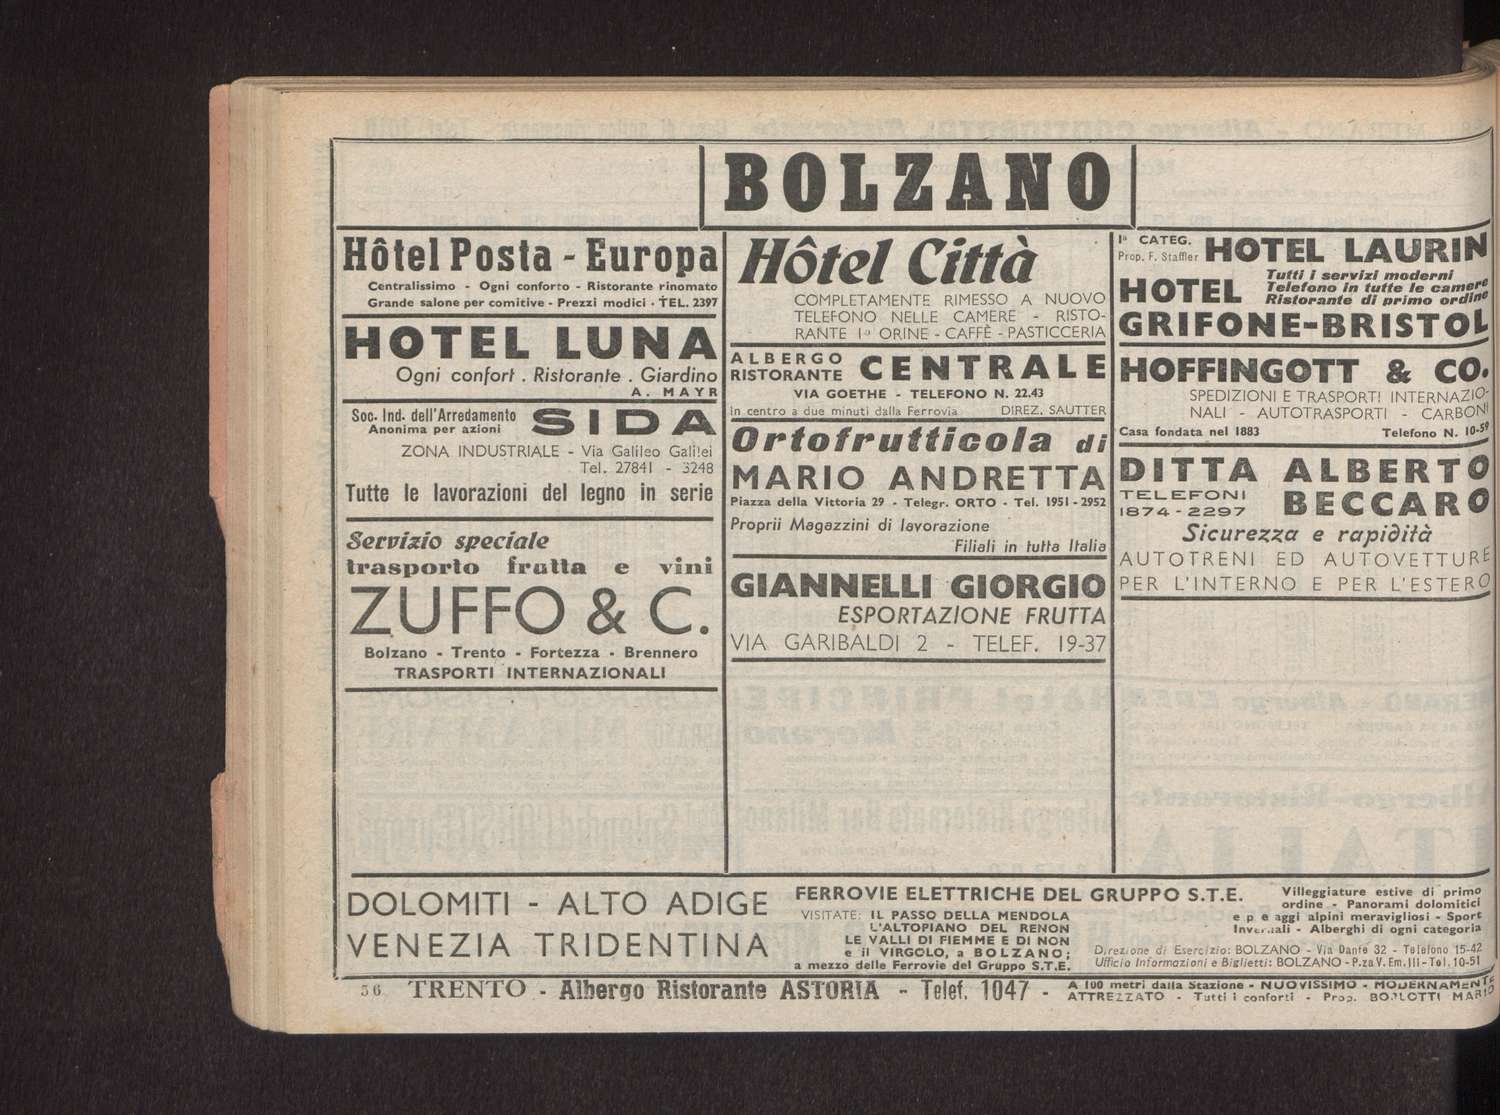 BOLZANO
Hôtel Posta - Europa
Centralissimo - Ogni conforto - Ristorante rinomato
Grande salone per comitive - Prezzi modici - TEL. 2397
HOTEL LUNA
Ogni confort . Ristorante . Giardino
A. MAYR
Soc. Ind. dell'Arredamento
Anonima per azioni
SIDA
ZONA INDUSTRIALE - Via Galileo Galilei
Tel. 27841 - 3248
Tutte le lavorazioni del legno in serie
Servizio speciale
trasporto frutta e vini
ZUFFO & C.
Bolzano - Trento - Fortezza - Brennero
TRASPORTI INTERNAZIONALI
Hôtel Città
COMPLETAMENTE RIMESSO A NUOVO
TELEFONO NELLE CAMERE - RISTO-
RANTE Iº ORINE - CAFFÈ - PASTICCERIA
ALBERGO
RISTORANTE
CENTRALE
VIA GOETHE - TELEFONO N. 22.43
In centro a due minuti dalla Ferrovia DIREZ. SAUTTER
Ortofrutticola di
MARIO ANDRETTA
Piazza della Vittoria 29 - Telegr. ORTO - Tel. 1951 - 2952
Proprii Magazzini di lavorazione
Filiali in tutta Italia
GIANNELLI GIORGIO
ESPORTAZIONE FRUTTA
VIA GARIBALDI 2 - TELEF. 19-37
Iª CATEG.
Prop. F. Staffler
HOTEL LAURIN
HOTEL
Tutti i servizi moderni
Telefono in tutte le camere
Ristorante di primo ordine
GRIFONE-BRISTOL
HOFFINGOTT & CO.
SPEDIZIONI E TRASPORTI INTERNAZIO-
NALI - AUTOTRASPORTI - CARBONI
Casa fondata nel 1883 Telefono N. 10-59
DITTA ALBERTO
TELEFONI
1874 - 2297
BECCARO
Sicurezza e rapidità
AUTOTRENI ED AUTOVETTURE
PER L'INTERNO E PER L'ESTERO
DOLOMITI - ALTO ADIGE
VENEZIA TRIDENTINA
FERROVIE ELETTRICHE DEL GRUPPO S.T.E.
VISITATE: IL PASSO DELLA MENDOLA
L'ALTOPIANO DEL RENON
LE VALLI DI FIEMME E DI NON
e il VIRGOLO, a BOLZANO;
a mezzo delle Ferrovie del Gruppo S.T.E.
Villeggiature estive di primo
ordine - Panorami dolomitici
aggi alpini meravigliosi - Sport
- Alberghi di ogni categoria
Direzione di Esercizio: BOLZANO - Via Dante 32 - Telefono 15-42
Ufficio Informazioni e Biglietti: BOLZANO - P.za V. Em. III - Tel. 10-51
56 TRENTO - Albergo Ristorante ASTORIA - Telef. 1047 -
A 100 metri dalla Stazione - NUOVISSIMO - MODERNAMENTE
ATTREZZATO - Tutti i conforti - Prop. BORLOTTI MARIO